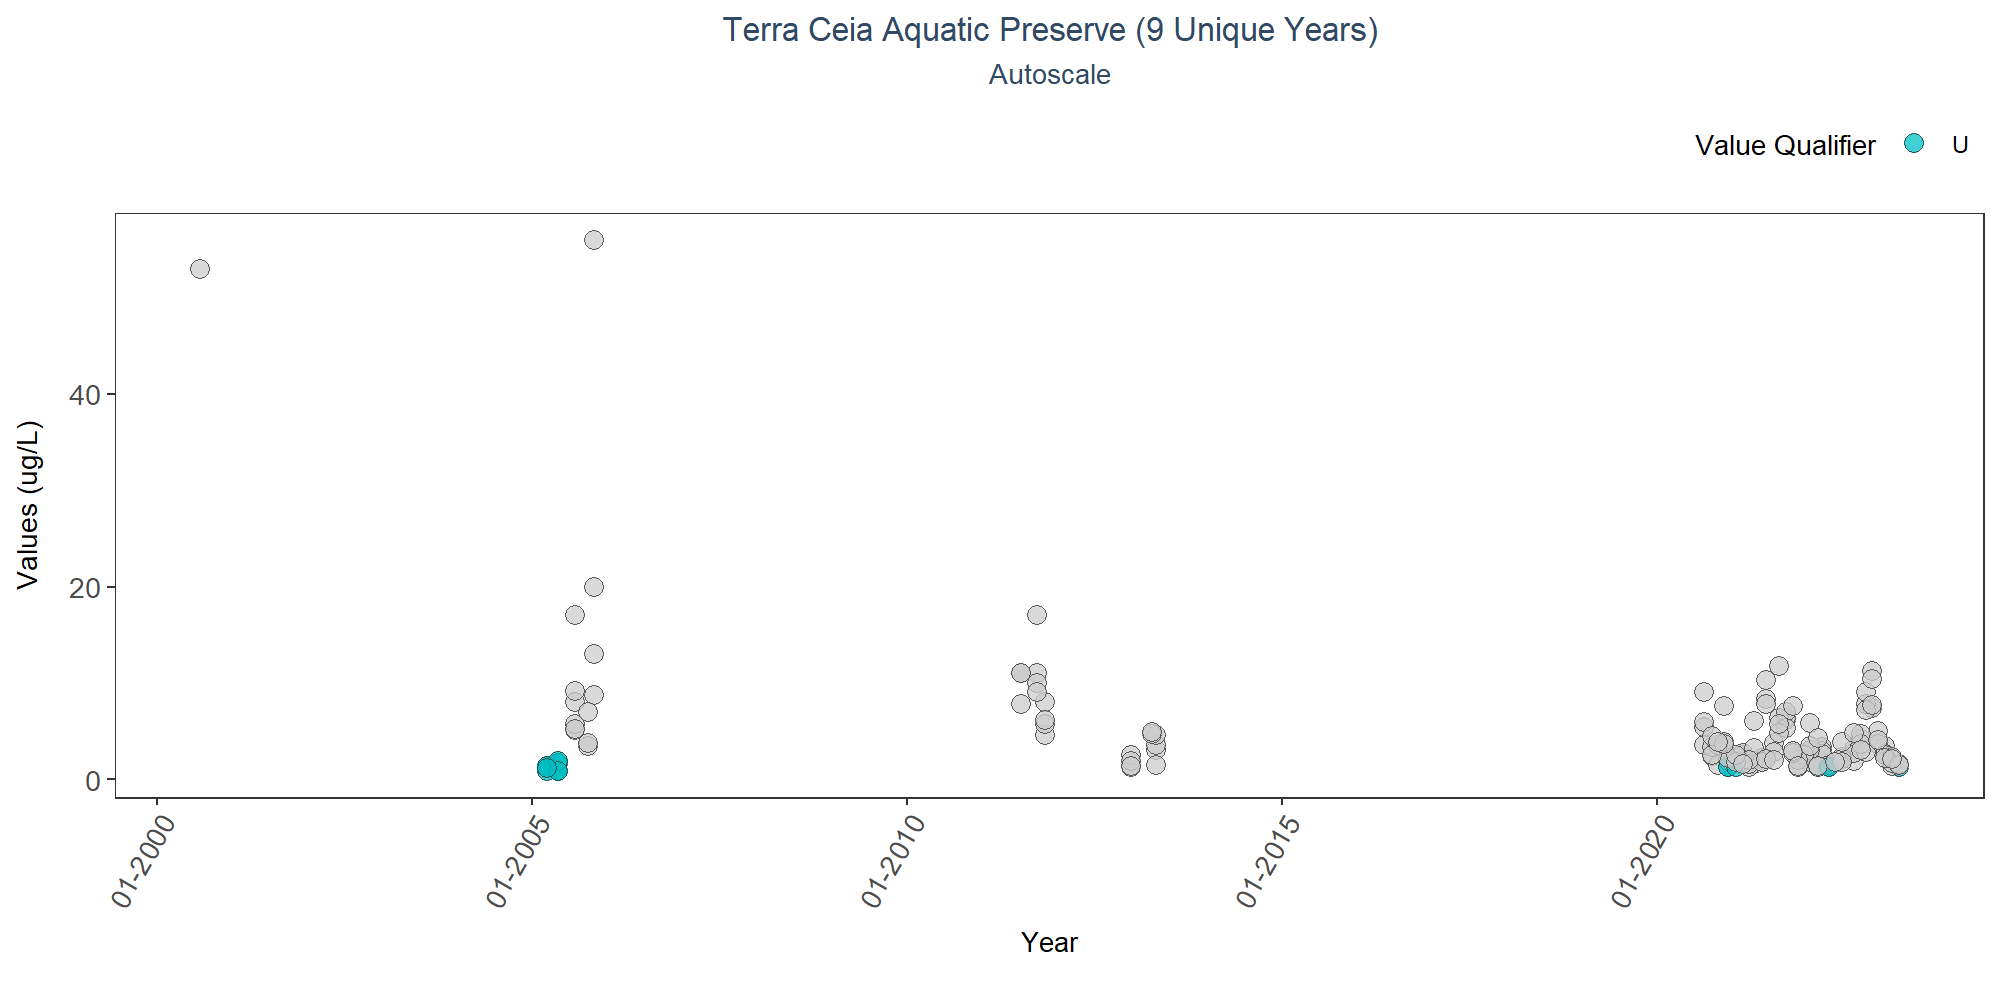 Terra Ceia Aquatic Preserve (9 Unique Years)
Autoscale
Value Qualifier U
Values (ug/L)
40
20
0
01-2000 01-2005 01-2010 01-2015 01-2020
Year